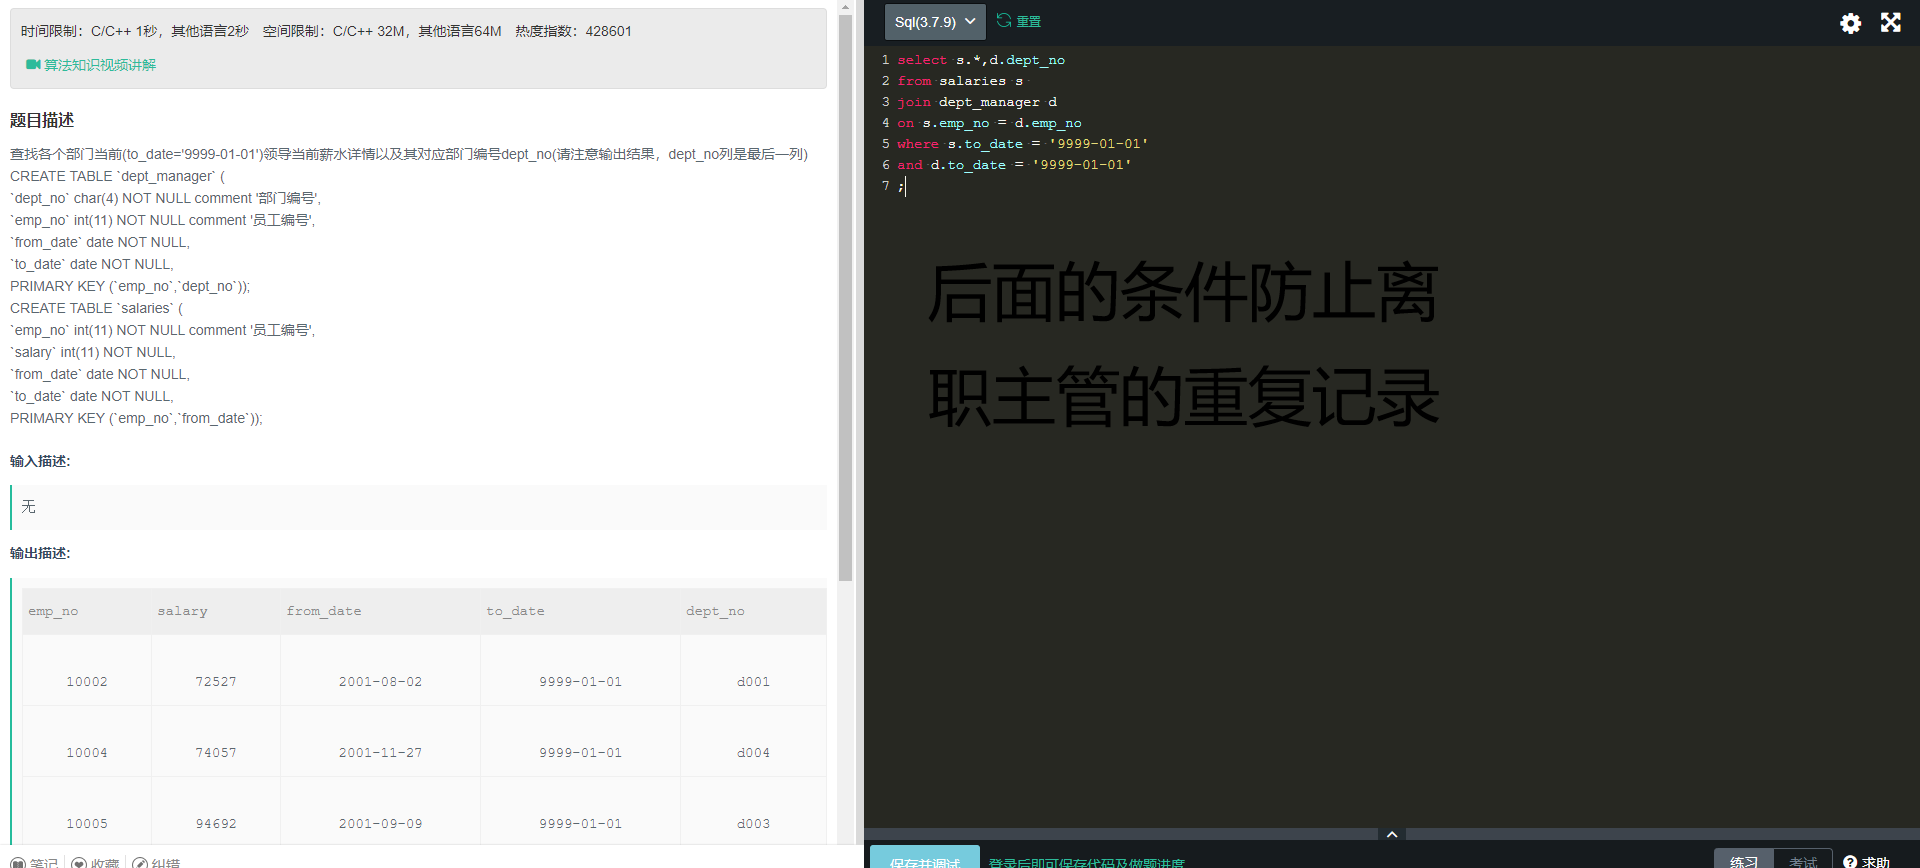 时间限制：C/C++ 1秒，其他语言2秒 空间限制：C/C++ 32M，其他语言64M 热度指数：428601
算法知识视频讲解
题目描述
查找各个部门当前(to_date='9999-01-01')领导当前薪水详情以及其对应部门编号dept_no(请注意输出结果，dept_no列是最后一列)
CREATE TABLE `dept_manager` (
`dept_no` char(4) NOT NULL comment '部门编号',
`emp_no` int(11) NOT NULL comment '员工编号',
`from_date` date NOT NULL,
`to_date` date NOT NULL,
PRIMARY KEY (`emp_no`,`dept_no`));
CREATE TABLE `salaries` (
`emp_no` int(11) NOT NULL comment '员工编号',
`salary` int(11) NOT NULL,
`from_date` date NOT NULL,
`to_date` date NOT NULL,
PRIMARY KEY (`emp_no`,`from_date`));
输入描述:
无
输出描述:
emp_no salary from_date to_date dept_no
10002 72527 2001-08-02 9999-01-01 d001
10004 74057 2001-11-27 9999-01-01 d004
10005 94692 2001-09-09 9999-01-01 d003
笔记 收藏 纠错
Sql(3.7.9) 重置
1 select s.*,d.dept_no
2 from salaries s
3 join dept_manager d
4 on s.emp_no = d.emp_no
5 where s.to_date = '9999-01-01'
6 and d.to_date = '9999-01-01'
7 ;
后面的条件防止离
职主管的重复记录
保存并调试 登录后即可保存代码及做题进度 练习 考试 求助